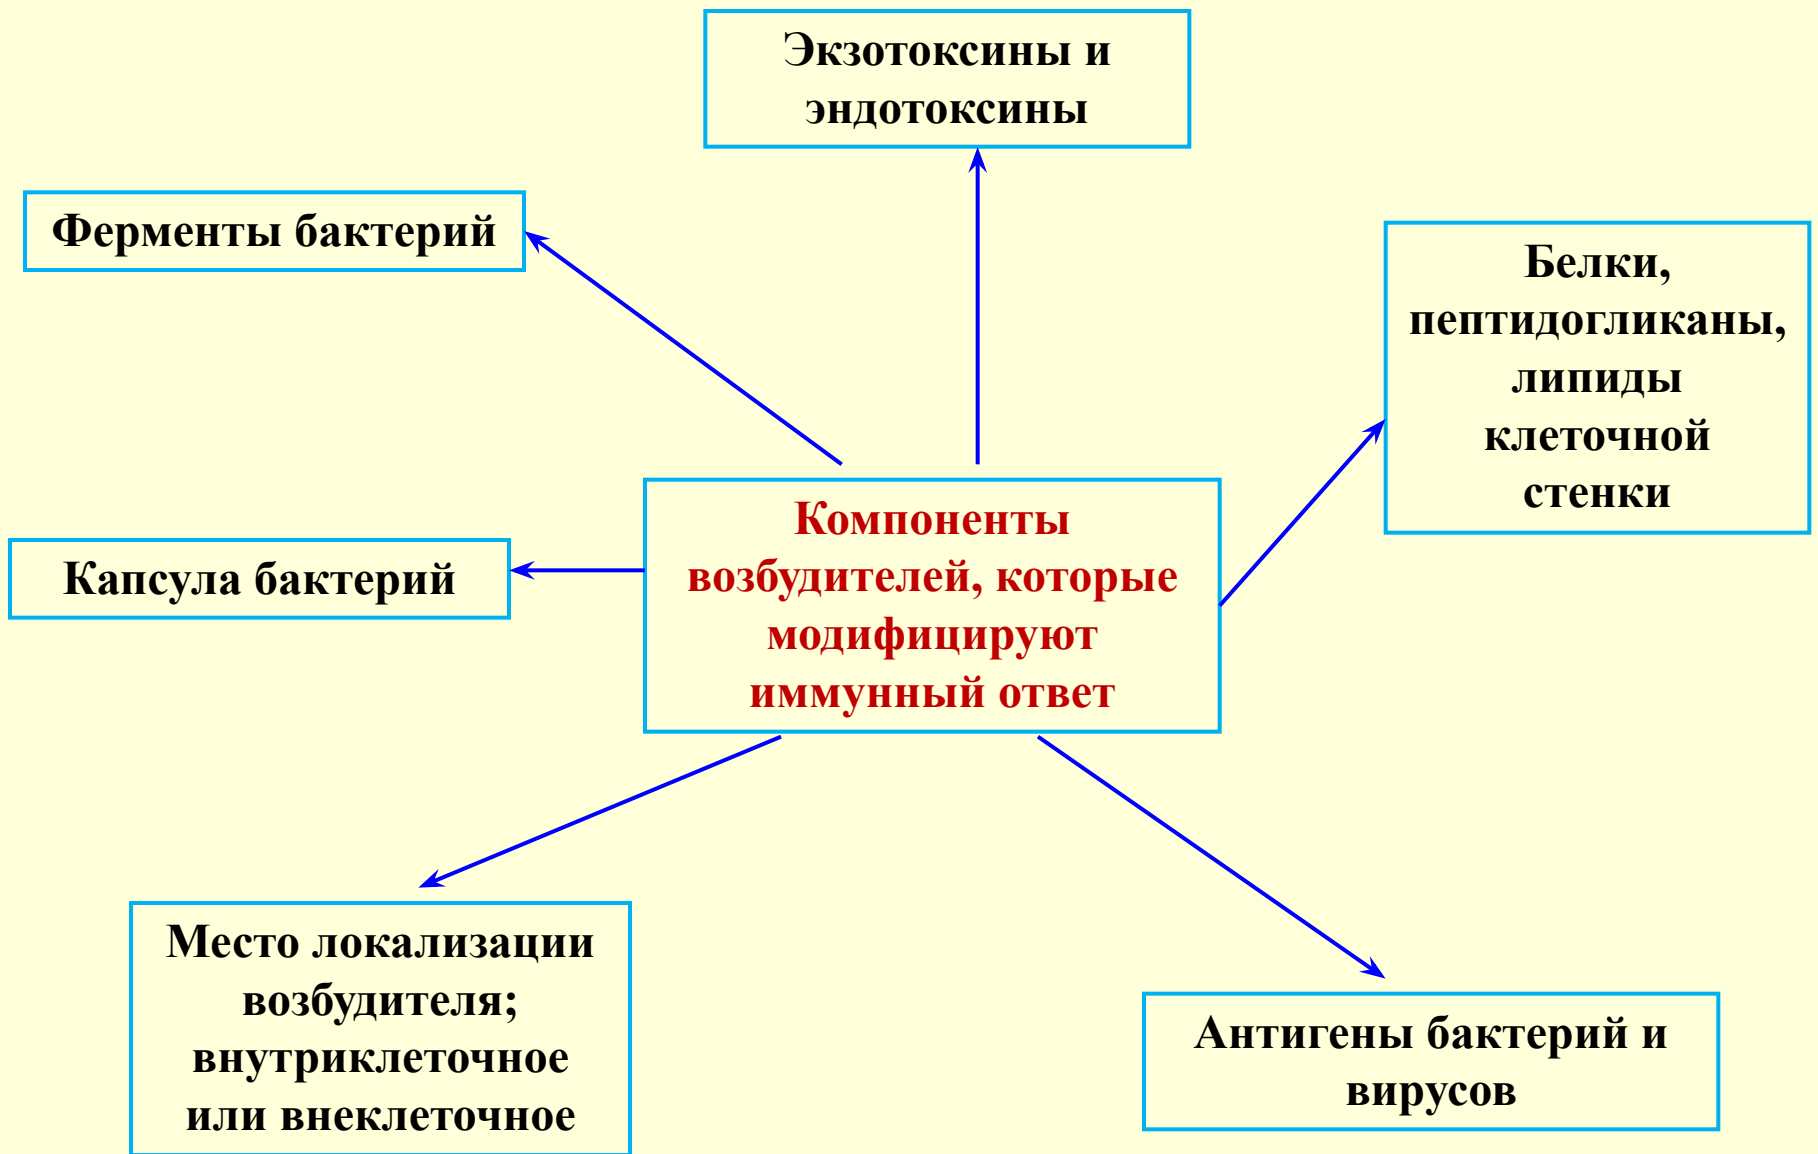 Экзотоксины и
эндотоксины
Ферменты бактерий
Белки,
пептидогликаны,
липиды
клеточной
стенки
Компоненты
возбудителей, которые
модифицируют
иммунный ответ
Капсула бактерий
Место локализации
возбудителя;
внутриклеточное
или внеклеточное
Антигены бактерий и
вирусов